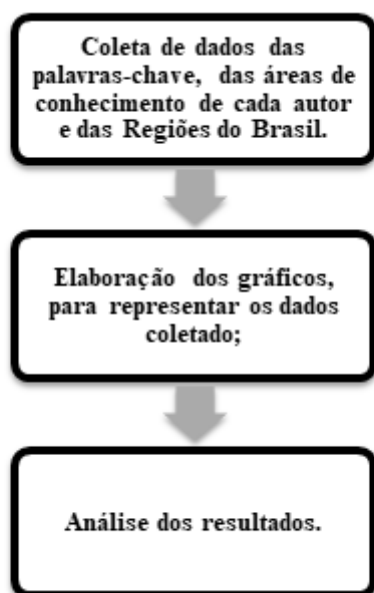 Coleta de dados das
palavras-chave, das áreas de
conhecimento de cada autor
e das Regiões do Brasil.
Elaboração dos gráficos,
para representar os dados
coletado;
Análise dos resultados.